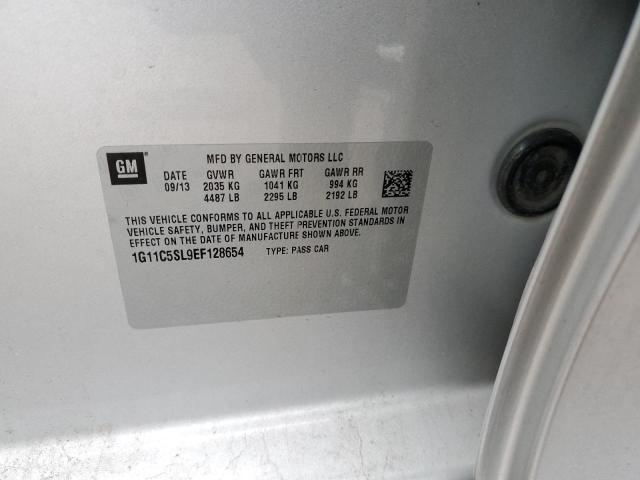 GM
MFD BY GENERAL MOTORS LLC
DATE GVWR GAWR FRT GAWR RR
09/13 2035 KG 1041 KG 994 KG
4487 LB 2295 LB 2192 LB
THIS VEHICLE CONFORMS TO ALL APPLICABLE U.S. FEDERAL MOTOR
VEHICLE SAFETY, BUMPER, AND THEFT PREVENTION STANDARDS IN
EFFECT ON THE DATE OF MANUFACTURE SHOWN ABOVE.
1G11C5SL9EF128654 TYPE: PASS CAR